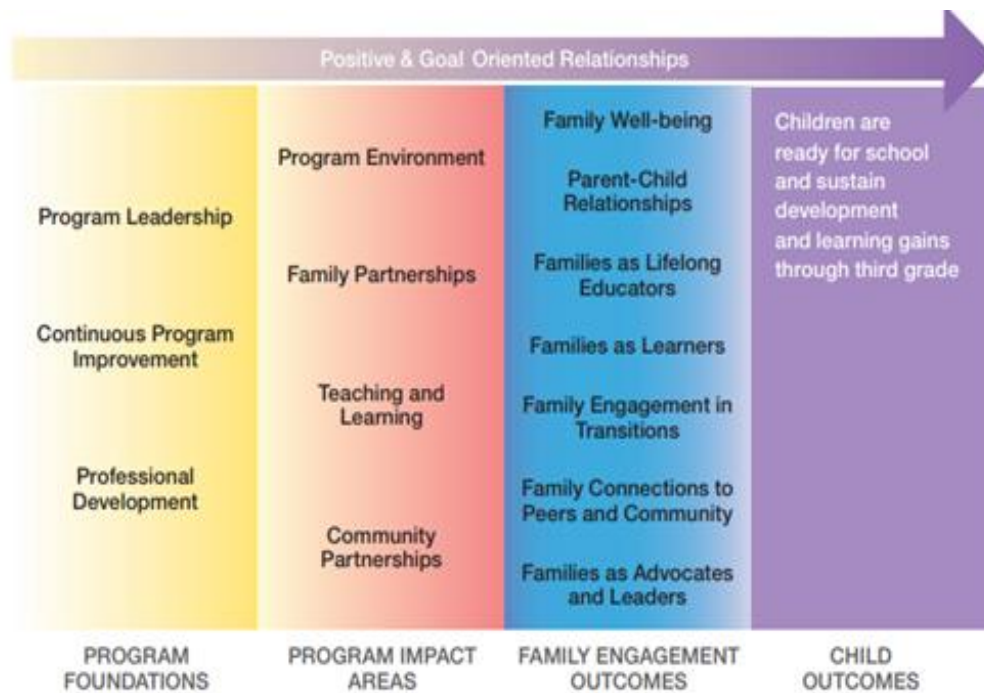 Positive & Goal Oriented Relationships
Program Leadership
Continuous Program
Improvement
Professional
Development
PROGRAM
FOUNDATIONS
Program Environment
Family Partnerships
Teaching and
Learning
Community
Partnerships
PROGRAM IMPACT
AREAS
Family Well-being
Parent-Child
Relationships
Families as Lifelong
Educators
Families as Learners
Family Engagement in
Transitions
Family Connections to
Peers and Community
Families as Advocates
and Leaders
FAMILY ENGAGEMENT
OUTCOMES
Children are
ready for school
and sustain
development
and learning gains
through third grade
CHILD
OUTCOMES